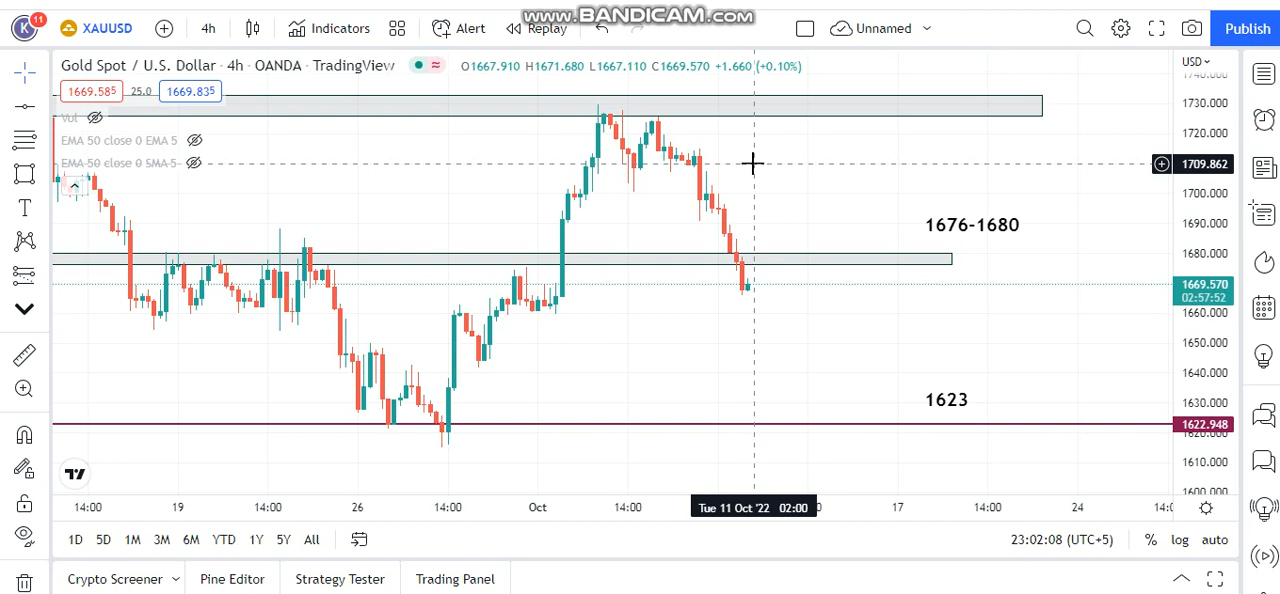 www.BANDICAM.com
K 11 XAUUSD 4h Indicators Alert Replay Unnamed Publish
Gold Spot / U.S. Dollar · 4h · OANDA · TradingView O1667.910 H1671.680 L1667.110 C1669.570 +1.660 (+0.10%) USD
1669.585 25.0 1669.835
Vol
EMA 50 close 0 EMA 5
EMA 50 close 0 SMA 5
1740.000
1730.000
1720.000
1709.862
1700.000
1690.000
1676-1680
1680.000
1669.570
02:57:52
1660.000
1650.000
1640.000
1630.000
1623
1622.948
1620.000
1610.000
1600.000
14:00 19 14:00 26 14:00 Oct 14:00 Tue 11 Oct '22 02:00 17 14:00 24
1D 5D 1M 3M 6M YTD 1Y 5Y All 23:02:08 (UTC+5) % log auto
Crypto Screener Pine Editor Strategy Tester Trading Panel